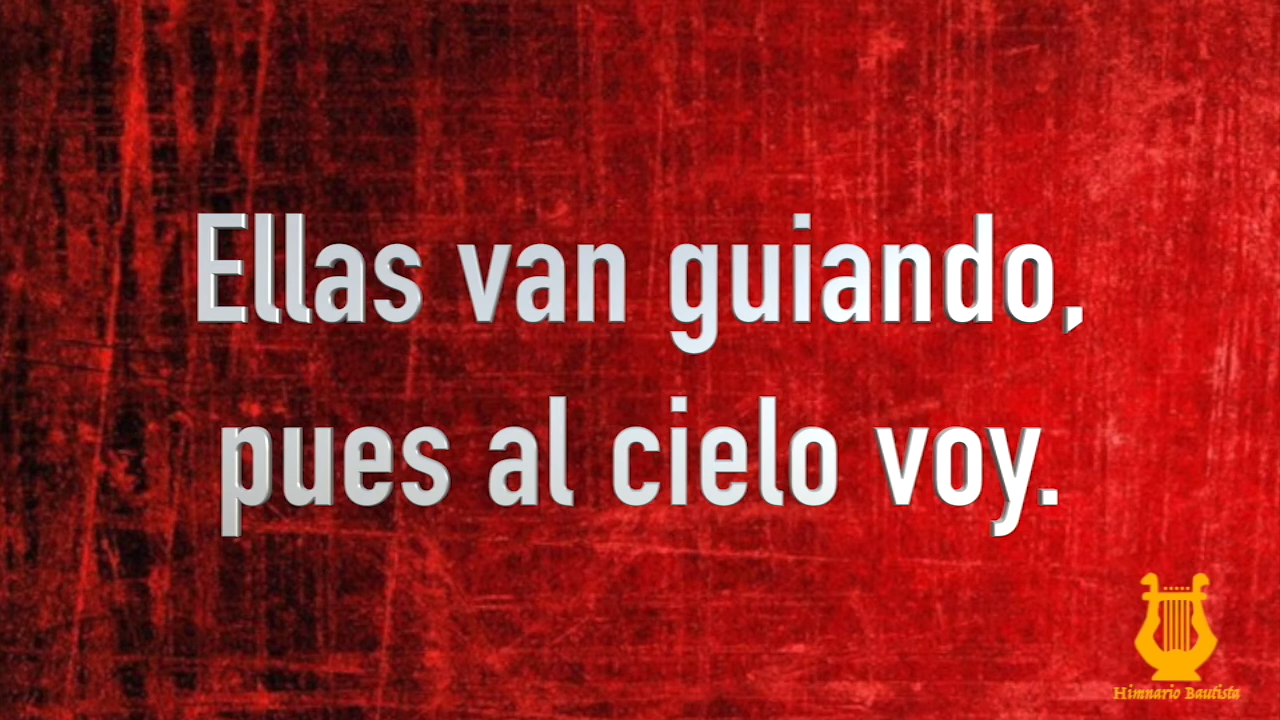 Ellas van guiando,
pues al cielo voy.
Himnario Bautista